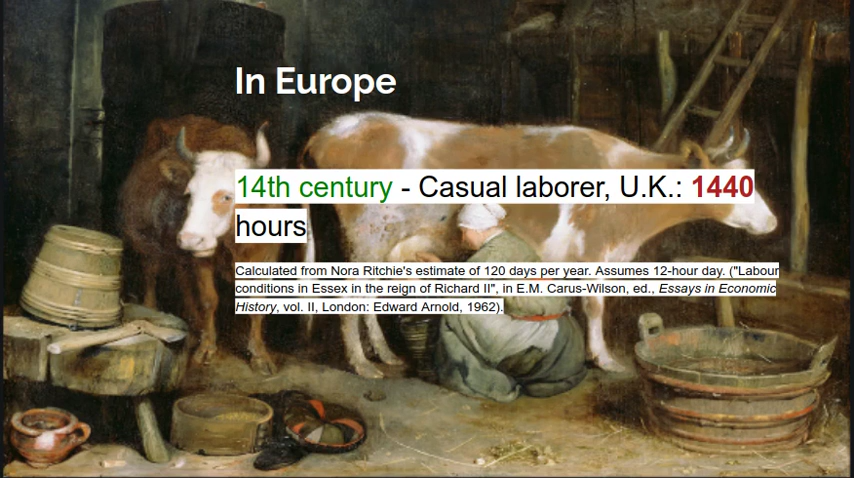 In Europe
14th century - Casual laborer, U.K.: 1440
hours
Calculated from Nora Ritchie's estimate of 120 days per year. Assumes 12-hour day. ("Labour
conditions in Essex in the reign of Richard II", in E.M. Carus-Wilson, ed., Essays in Economic
History, vol. II, London: Edward Arnold, 1962).